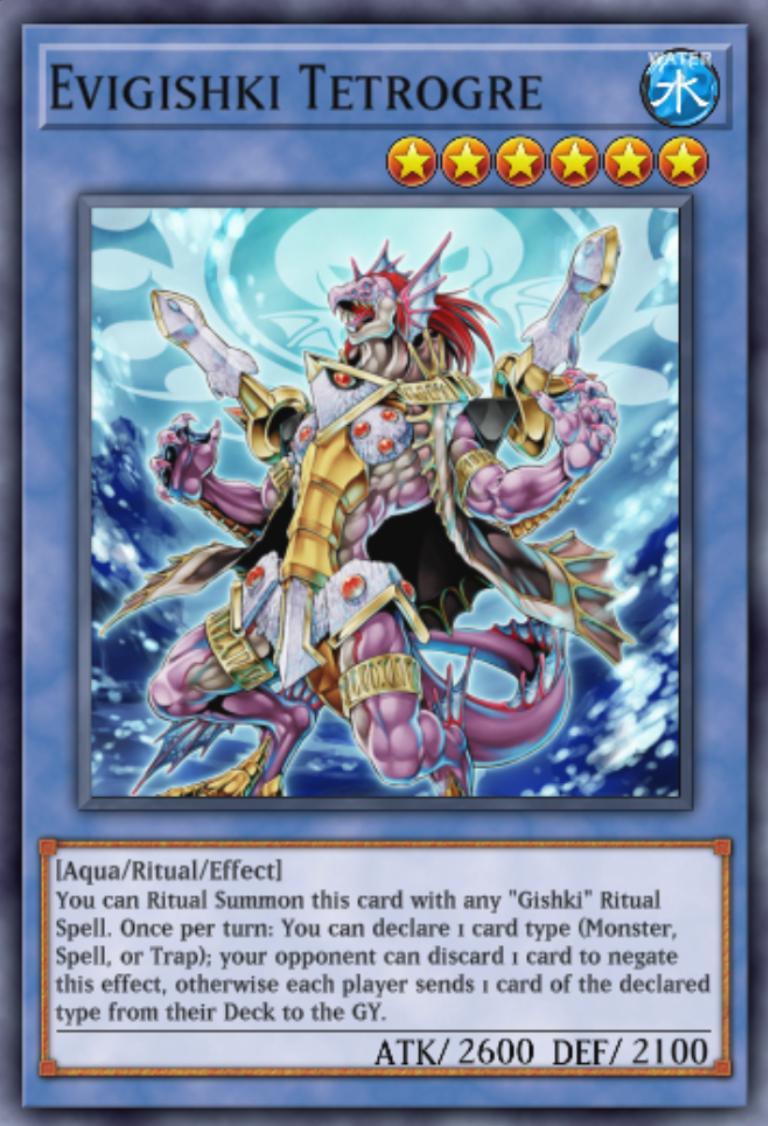 Evigishki Tetrogre
WATER
水
[Aqua/Ritual/Effect]
You can Ritual Summon this card with any "Gishki" Ritual
Spell. Once per turn: You can declare 1 card type (Monster,
Spell, or Trap); your opponent can discard 1 card to negate
this effect, otherwise each player sends 1 card of the declared
type from their Deck to the GY.
ATK/ 2600 DEF/ 2100